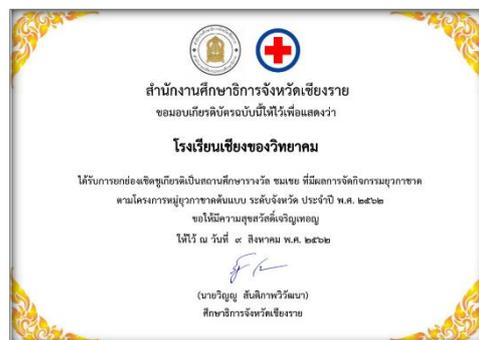 สำนักงานศึกษาธิการจังหวัดเชียงราย
ขอมอบเกียรติบัตรฉบับนี้ให้ไว้เพื่อแสดงว่า
โรงเรียนเชียงของวิทยาคม
ได้รับการยกย่องเชิดชูเกียรติเป็นสถานศึกษารางวัล ชมเชย ที่มีผลการจัดกิจกรรมยุวกาชาด
ตามโครงการหมู่ยุวกาชาดต้นแบบ ระดับจังหวัด ประจำปี พ.ศ. ๒๕๖๒
ขอให้มีความสุขสวัสดิ์เจริญเทอญ
ให้ไว้ ณ วันที่ ๙ สิงหาคม พ.ศ. ๒๕๖๒
(นายวิญญู สันติภาพวิวัฒนา)
ศึกษาธิการจังหวัดเชียงราย